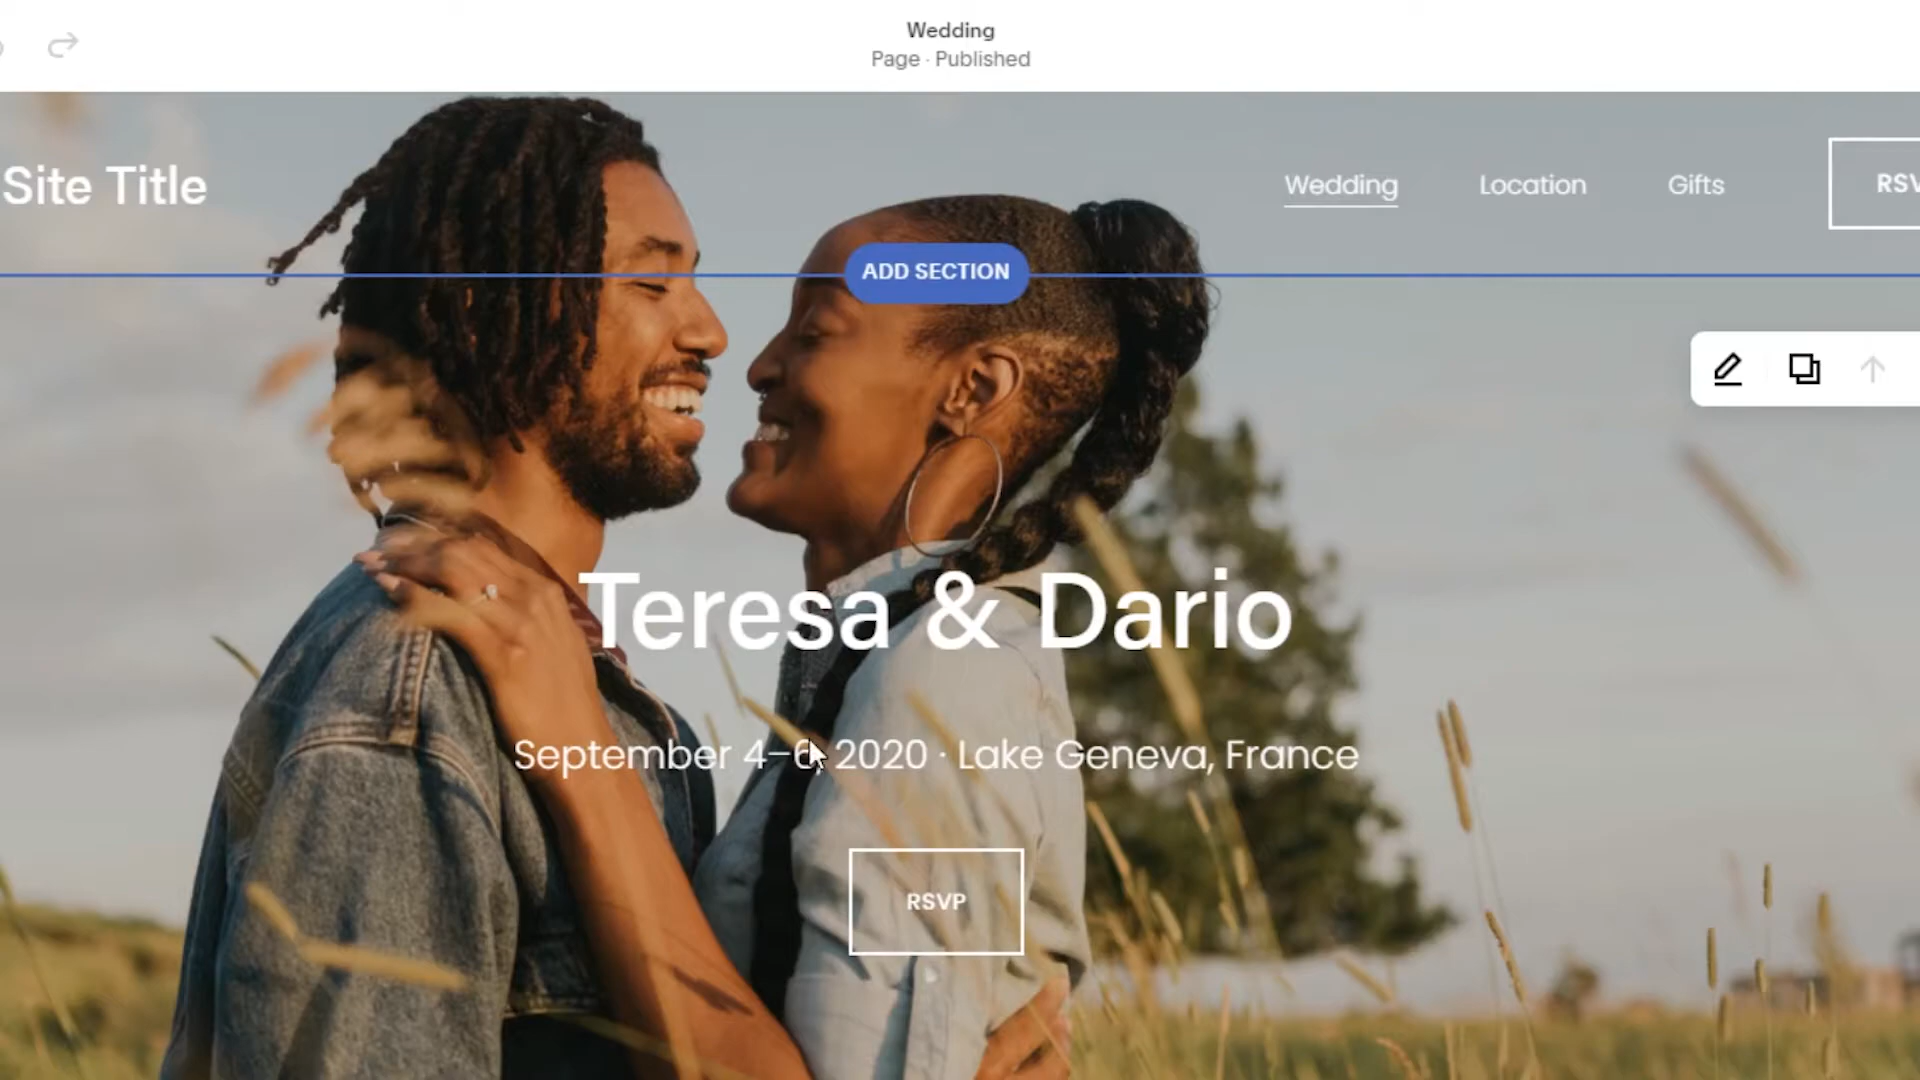 Wedding
Page · Published
Site Title
Wedding
Location
Gifts
ADD SECTION
Teresa & Dario
September 4–6, 2020 · Lake Geneva, France
RSVP